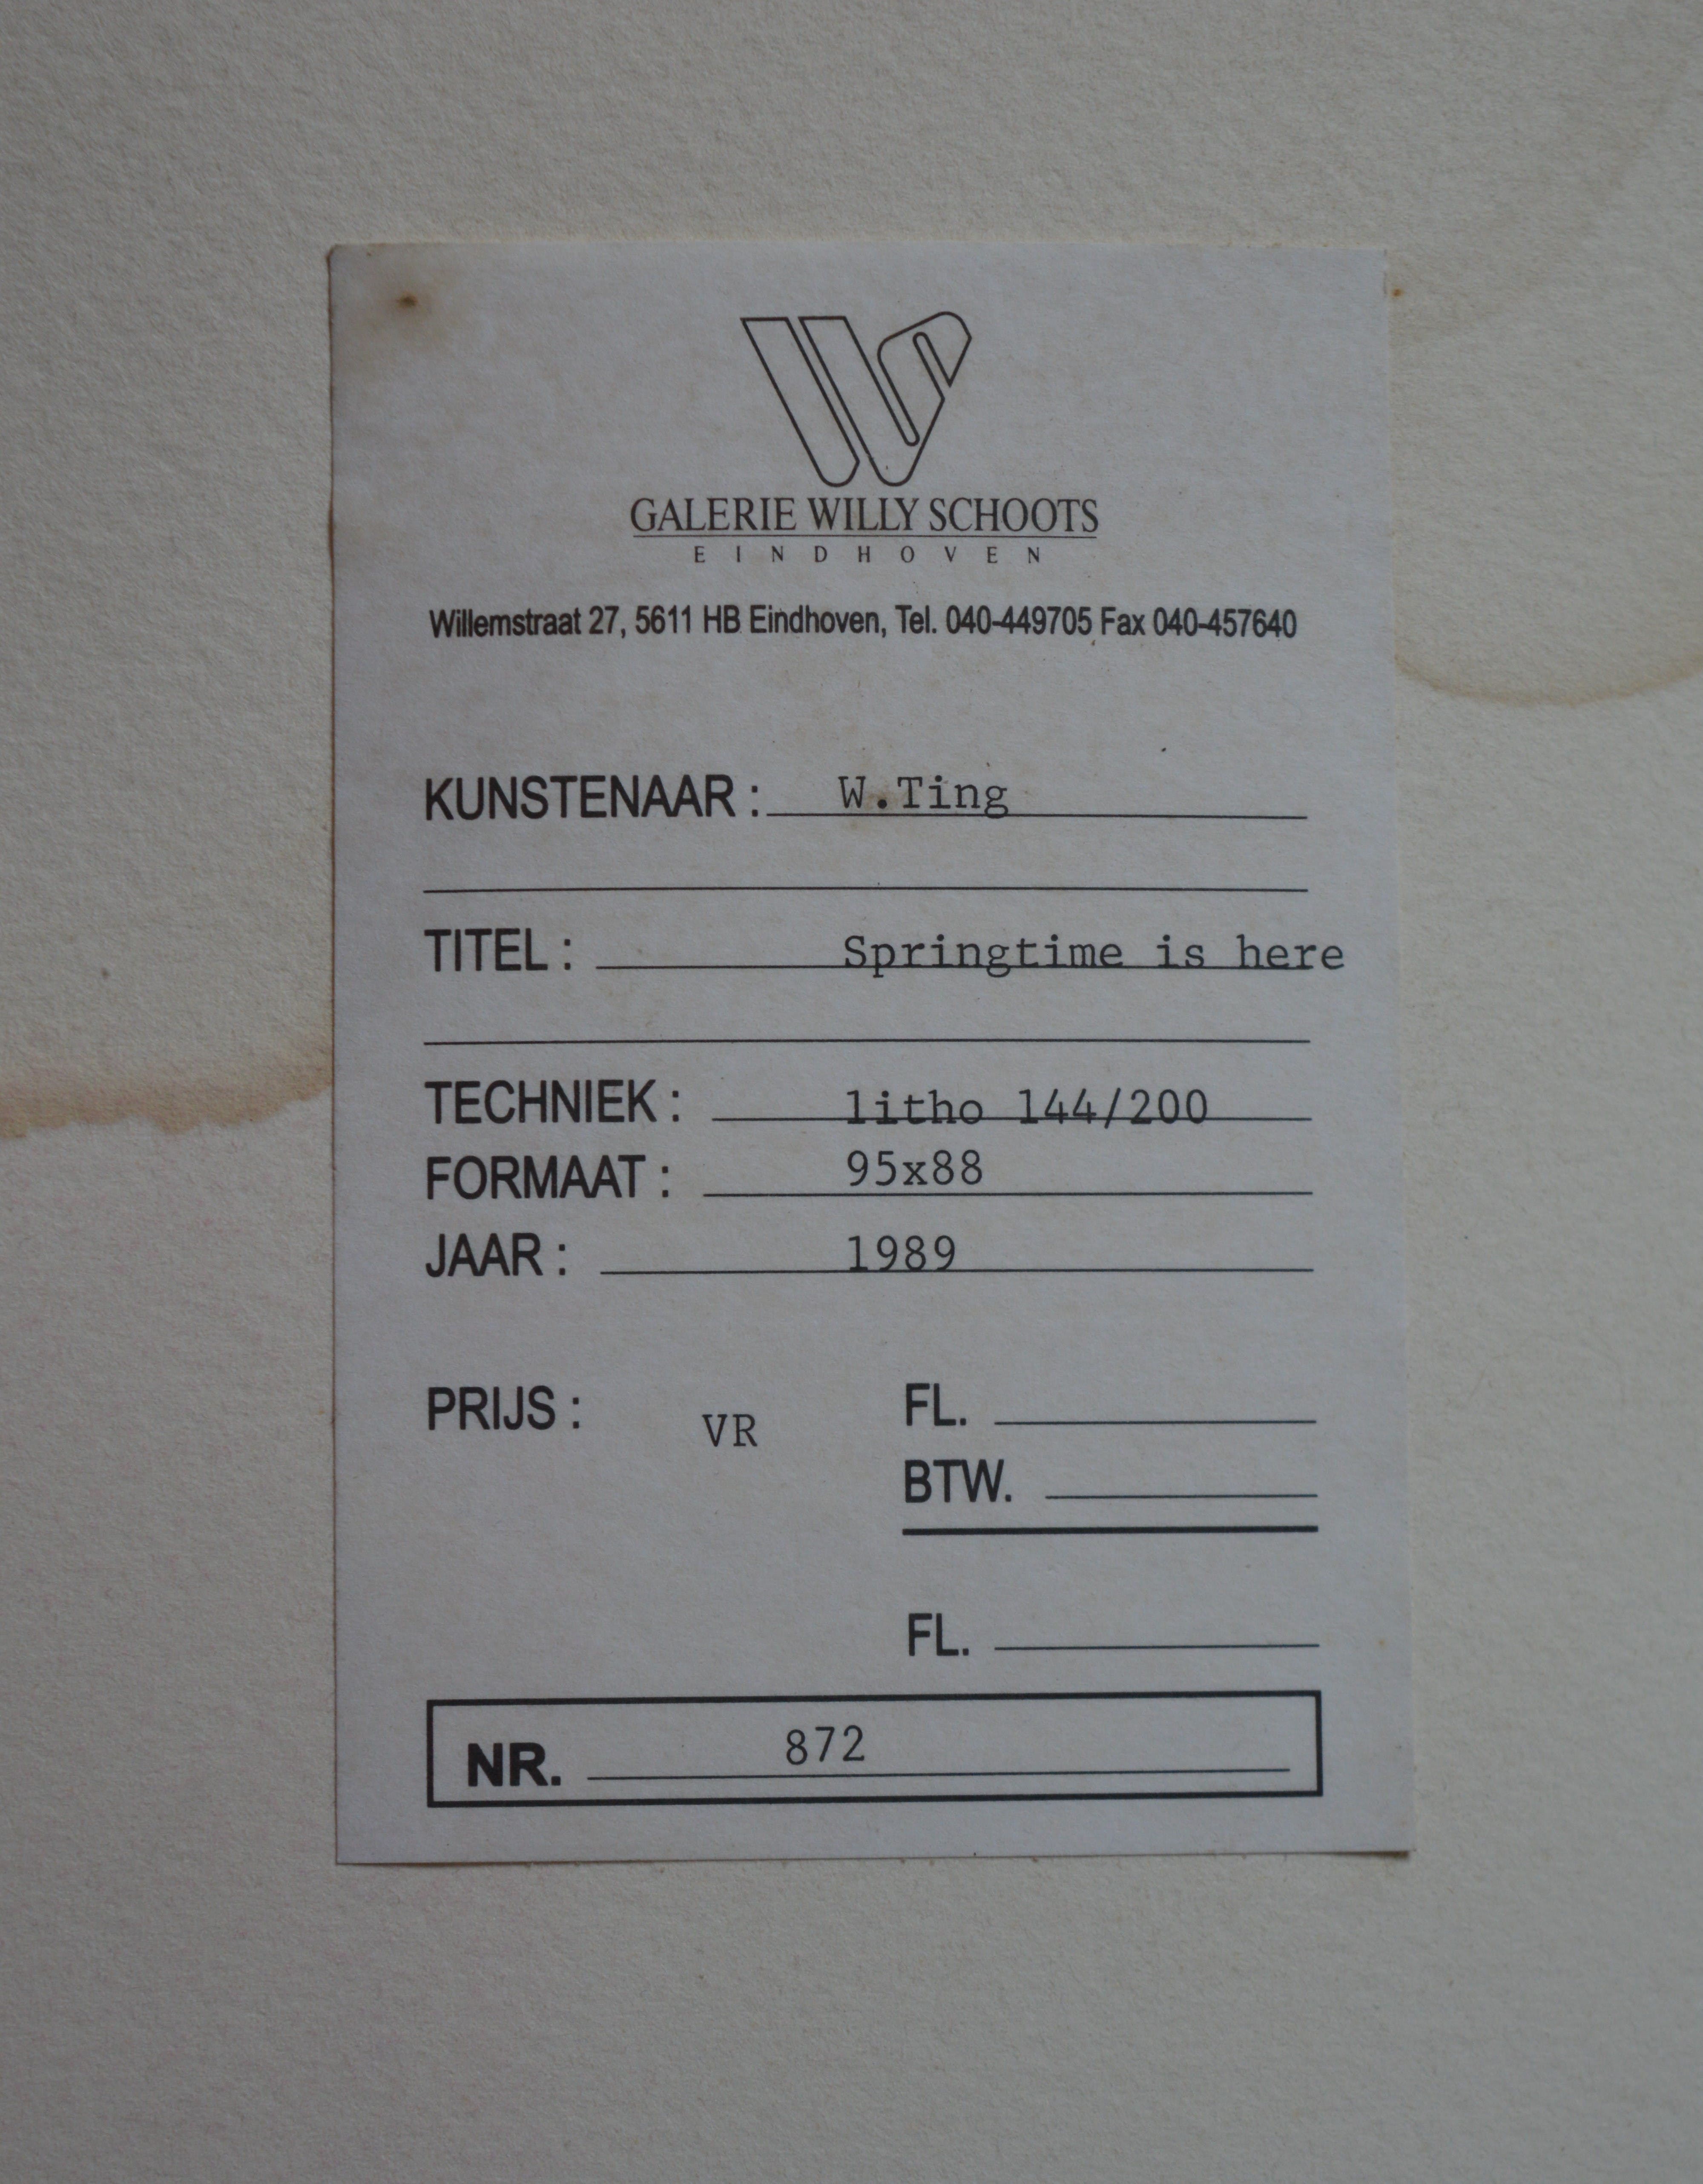 GALERIE WILLY SCHOOTS
EINDHOVEN
Willemstraat 27, 5611 HB Eindhoven, Tel. 040-449705 Fax 040-457640
KUNSTENAAR : W.Ting
TITEL : Springtime is here
TECHNIEK : litho 144/200
FORMAAT : 95x88
JAAR : 1989
PRIJS : VR FL.
BTW.
FL.
NR. 872